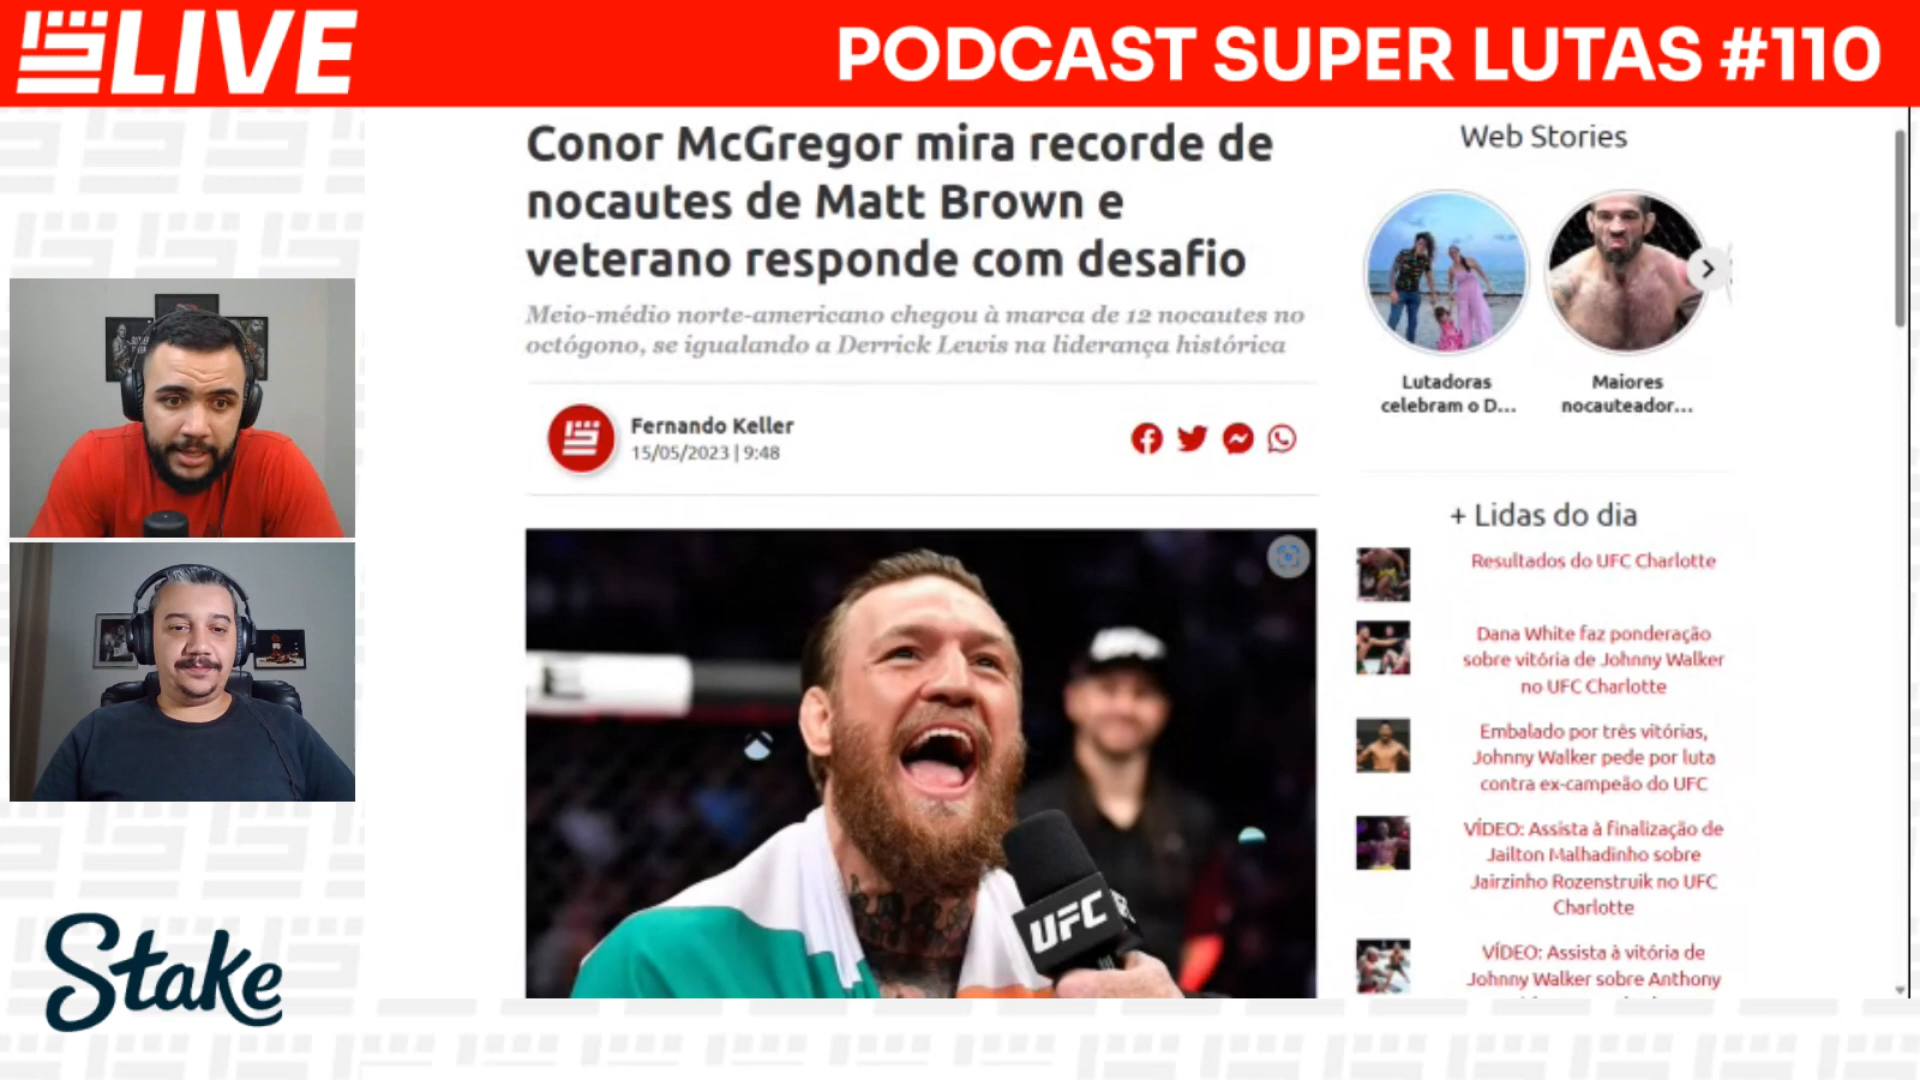 LIVE
PODCAST SUPER LUTAS #110
Conor McGregor mira recorde de
nocautes de Matt Brown e
veterano responde com desafio
Meio-médio norte-americano chegou à marca de 12 nocautes no
octógono, se igualando a Derrick Lewis na liderança histórica
Fernando Keller
15/05/2023 | 9:48
UFC
Web Stories
Lutadoras
celebram o D...
Maiores
nocauteador...
+ Lidas do dia
Resultados do UFC Charlotte
Dana White faz ponderação
sobre vitória de Johnny Walker
no UFC Charlotte
Embalado por três vitórias,
Johnny Walker pede por luta
contra ex-campeão do UFC
VÍDEO: Assista à finalização de
Jailton Malhadinho sobre
Jairzinho Rozenstruik no UFC
Charlotte
VÍDEO: Assista à vitória de
Johnny Walker sobre Anthony
Stake